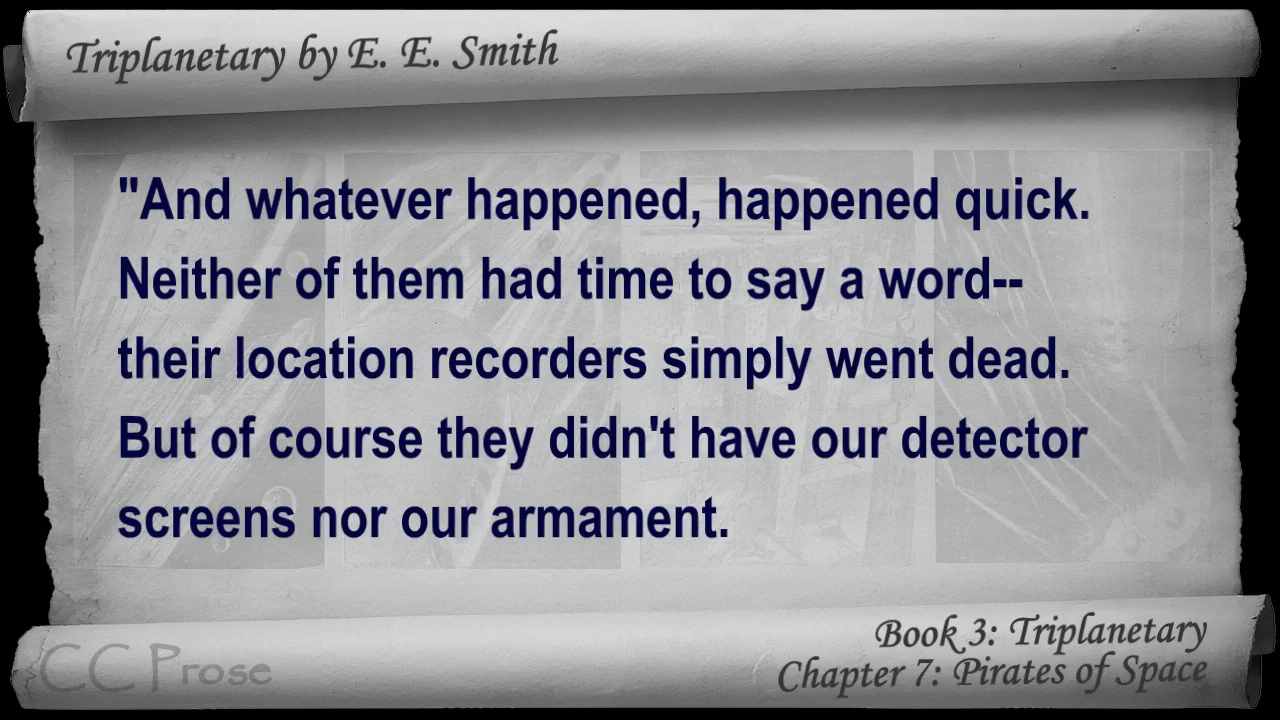 Triplanetary by E. E. Smith
"And whatever happened, happened quick.
Neither of them had time to say a word--
their location recorders simply went dead.
But of course they didn't have our detector
screens nor our armament.
Book 3: Triplanetary
Chapter 7: Pirates of Space
CC Prose